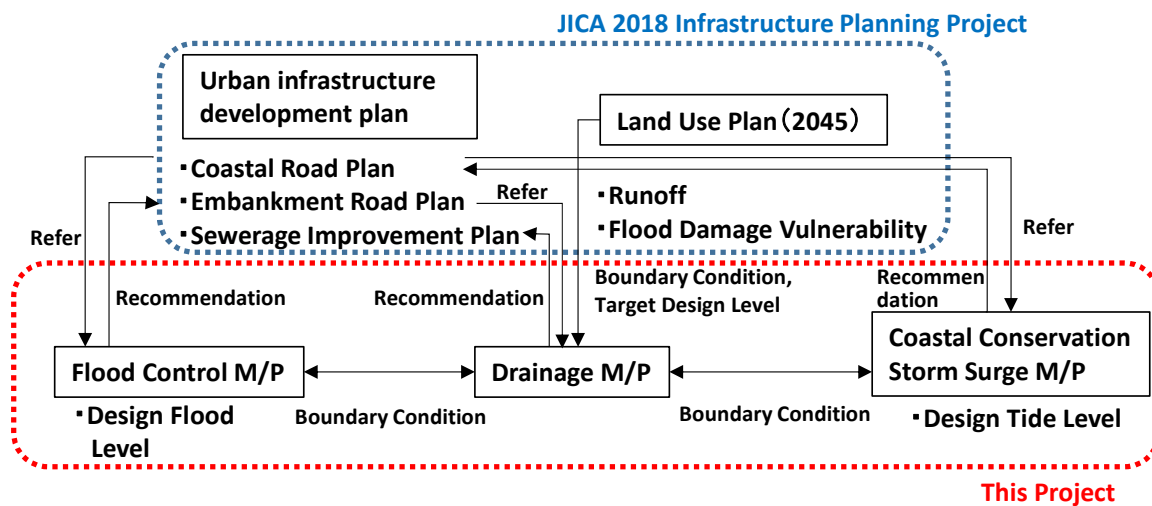 JICA 2018 Infrastructure Planning Project
Urban infrastructure
development plan
Land Use Plan(2045)
・Coastal Road Plan
・Embankment Road Plan
・Sewerage Improvement Plan
Refer
・Runoff
・Flood Damage Vulnerability
Refer
Refer
Recommendation
Recommendation
Boundary Condition,
Target Design Level
Recommen
dation
Flood Control M/P
Drainage M/P
Coastal Conservation
Storm Surge M/P
・Design Flood
Level
Boundary Condition
Boundary Condition
・Design Tide Level
This Project